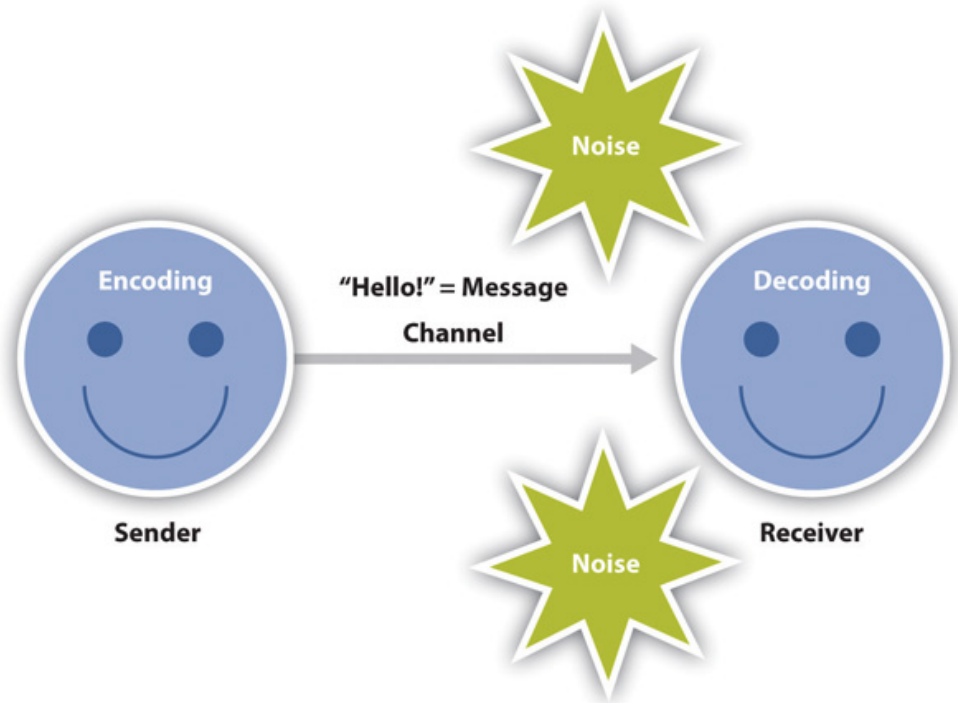 Noise
Encoding
“Hello!” = Message
Channel
Decoding
Sender
Receiver
Noise